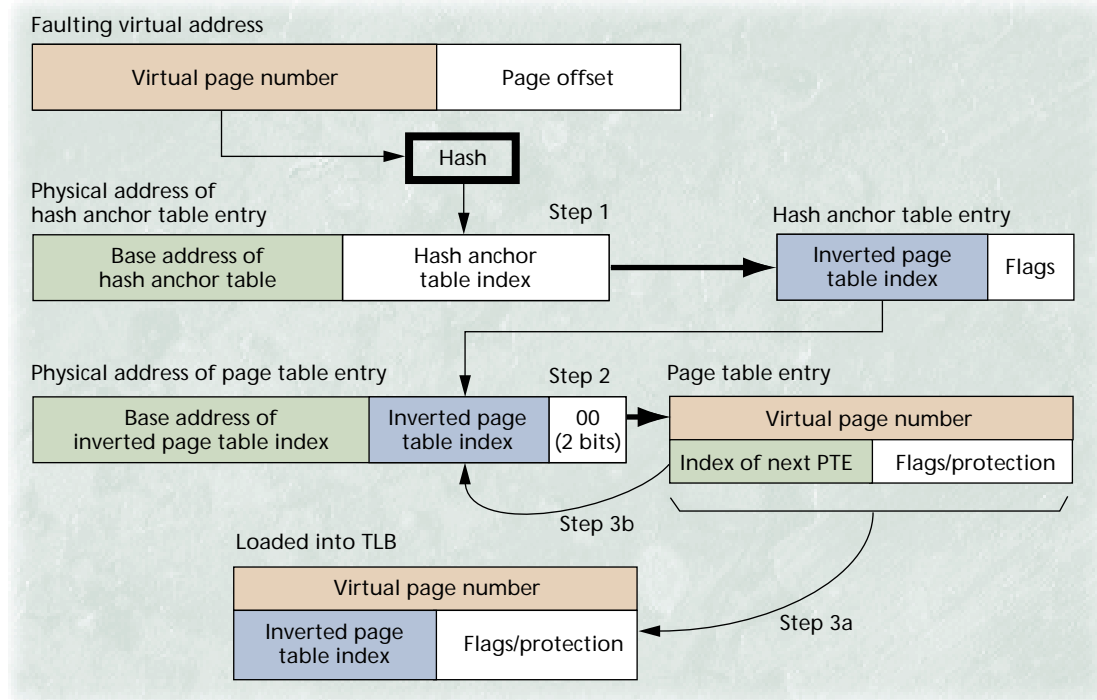 Faulting virtual address
Virtual page number
Page offset
Hash
Physical address of
hash anchor table entry
Step 1
Hash anchor table entry
Base address of
hash anchor table
Hash anchor
table index
Inverted page
table index
Flags
Physical address of page table entry
Step 2
Page table entry
Base address of
inverted page table index
Inverted page
table index
00
(2 bits)
Virtual page number
Index of next PTE
Flags/protection
Step 3b
Loaded into TLB
Virtual page number
Inverted page
table index
Flags/protection
Step 3a